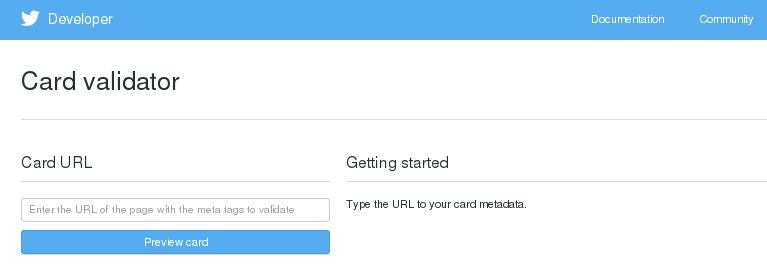 Developer
Documentation
Community
Card validator
Card URL
Getting started
Enter the URL of the page with the meta tags to validate
Type the URL to your card metadata.
Preview card